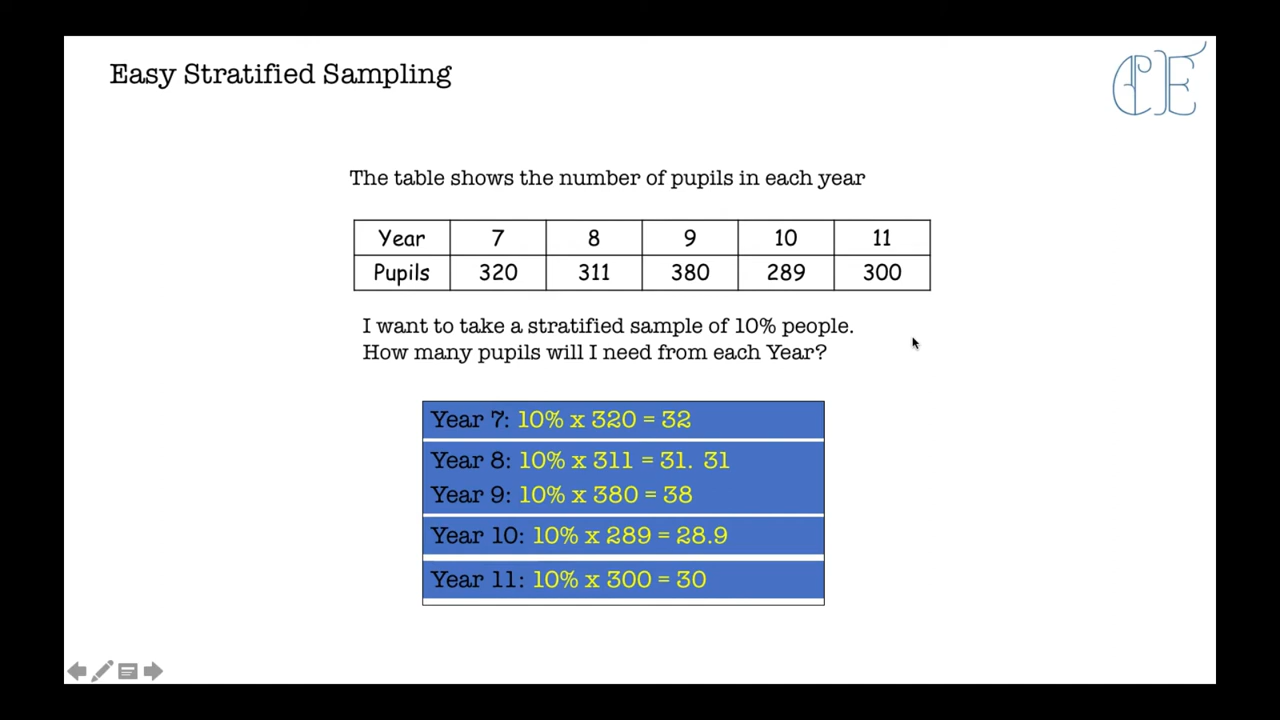 Easy Stratified Sampling
CE
The table shows the number of pupils in each year
Year 7 8 9 10 11
Pupils 320 311 380 289 300
I want to take a stratified sample of 10% people.
How many pupils will I need from each Year?
Year 7: 10% x 320 = 32
Year 8: 10% x 311 = 31. 31
Year 9: 10% x 380 = 38
Year 10: 10% x 289 = 28.9
Year 11: 10% x 300 = 30